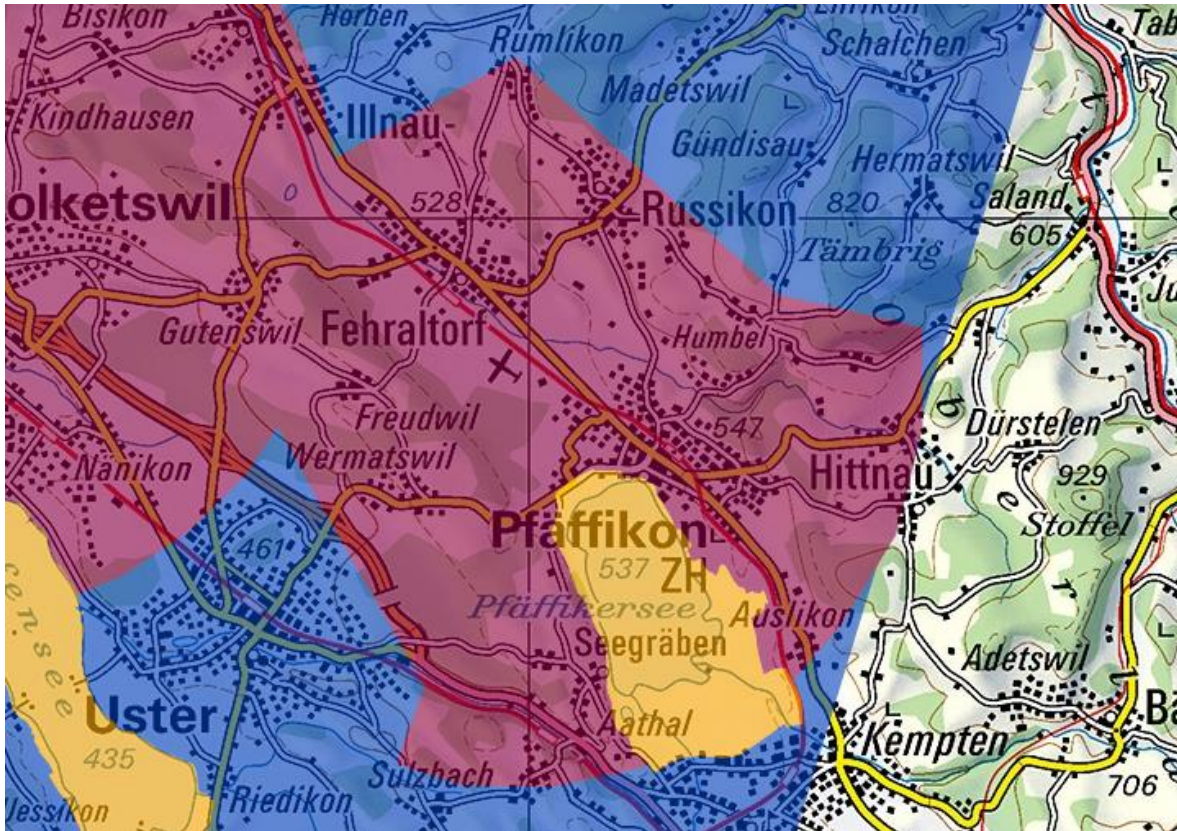 Bisikon
Horben
Rumlikon
Schalchen
Kindhausen
Illnau-
Madetswil
Gündisau
Hermatswil
Saland
605
olketswil
528
Russikon
820
Tämbrig
Gutenswil
Fehraltorf
Humbel
O
b
e
r
l
Freudwil
547
Dürstelen
929
Stoffel
Nänikon
Wermatswil
Hittnau
461
Pfäffikon
ZH
537
Pfäffikersee
Auslikon
Seegräben
Adetswil
Uster
435
Aathal
Kempten
Sulzbach
706
Riedikon